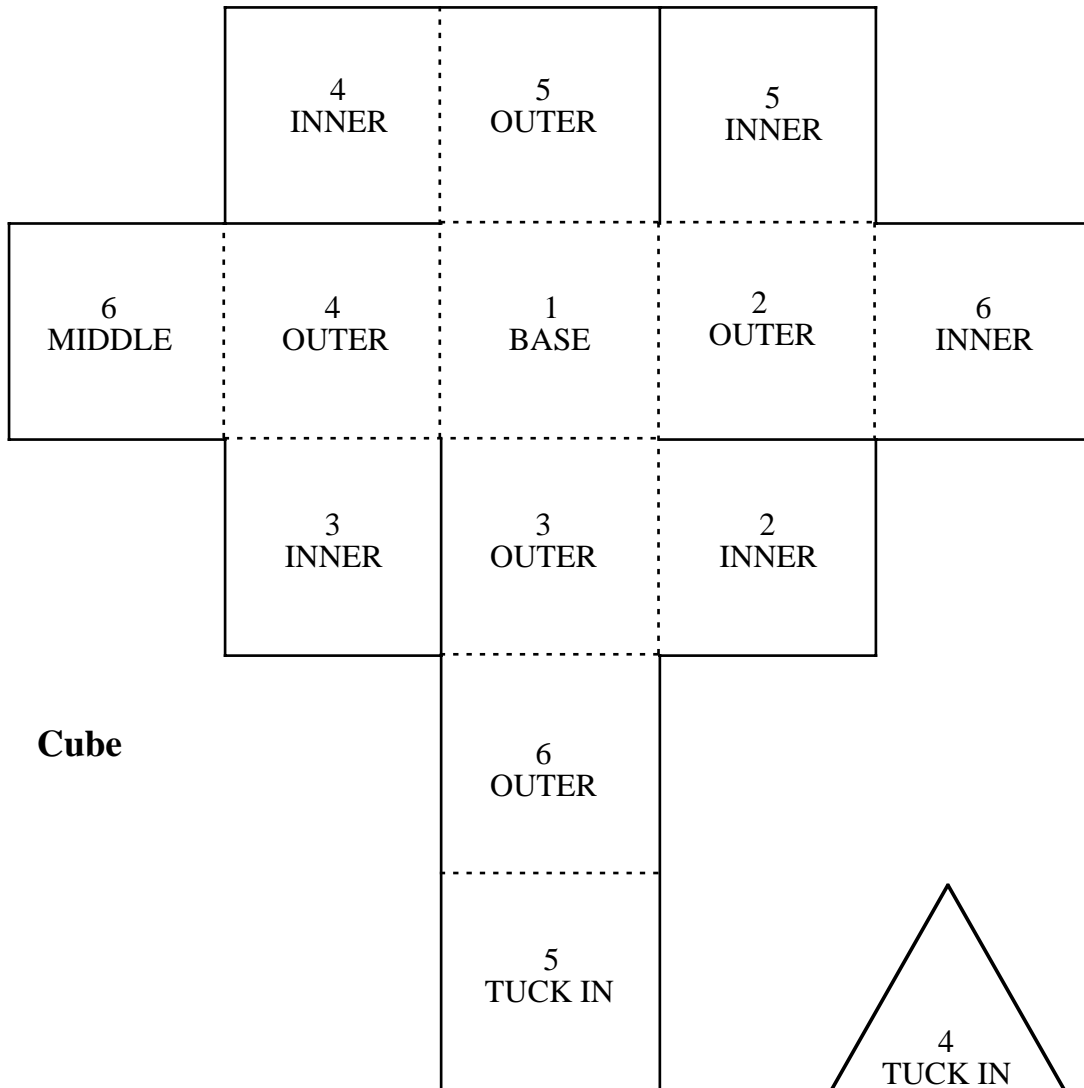 4
INNER
5
OUTER
5
INNER
6
MIDDLE
4
OUTER
1
BASE
2
OUTER
6
INNER
3
INNER
3
OUTER
2
INNER
Cube
6
OUTER
5
TUCK IN
4
TUCK IN